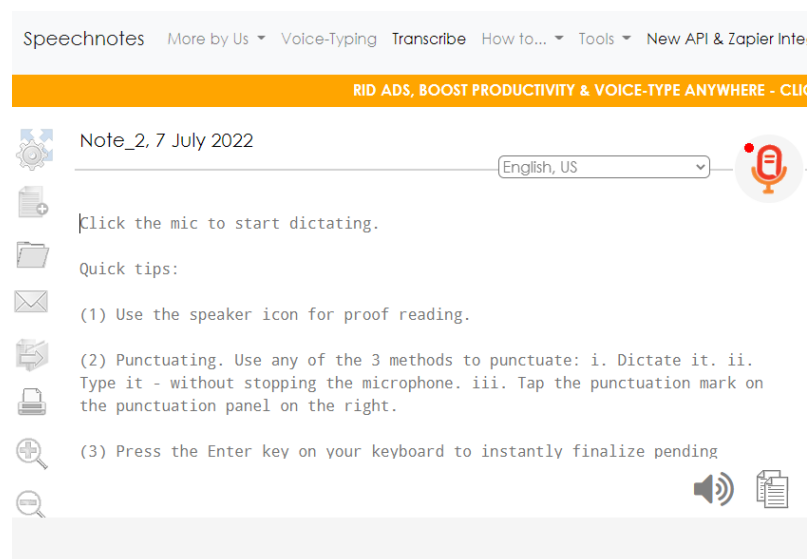 Speechnotes More by Us Voice-Typing Transcribe How to... Tools New API & Zapier
RID ADS, BOOST PRODUCTIVITY & VOICE-TYPE ANYWHERE -
Note_2, 7 July 2022
English, US
Click the mic to start dictating.
Quick tips:
(1) Use the speaker icon for proof reading.
(2) Punctuating. Use any of the 3 methods to punctuate: i. Dictate it. ii.
Type it - without stopping the microphone. iii. Tap the punctuation mark on
the punctuation panel on the right.
(3) Press the Enter key on your keyboard to instantly finalize pending